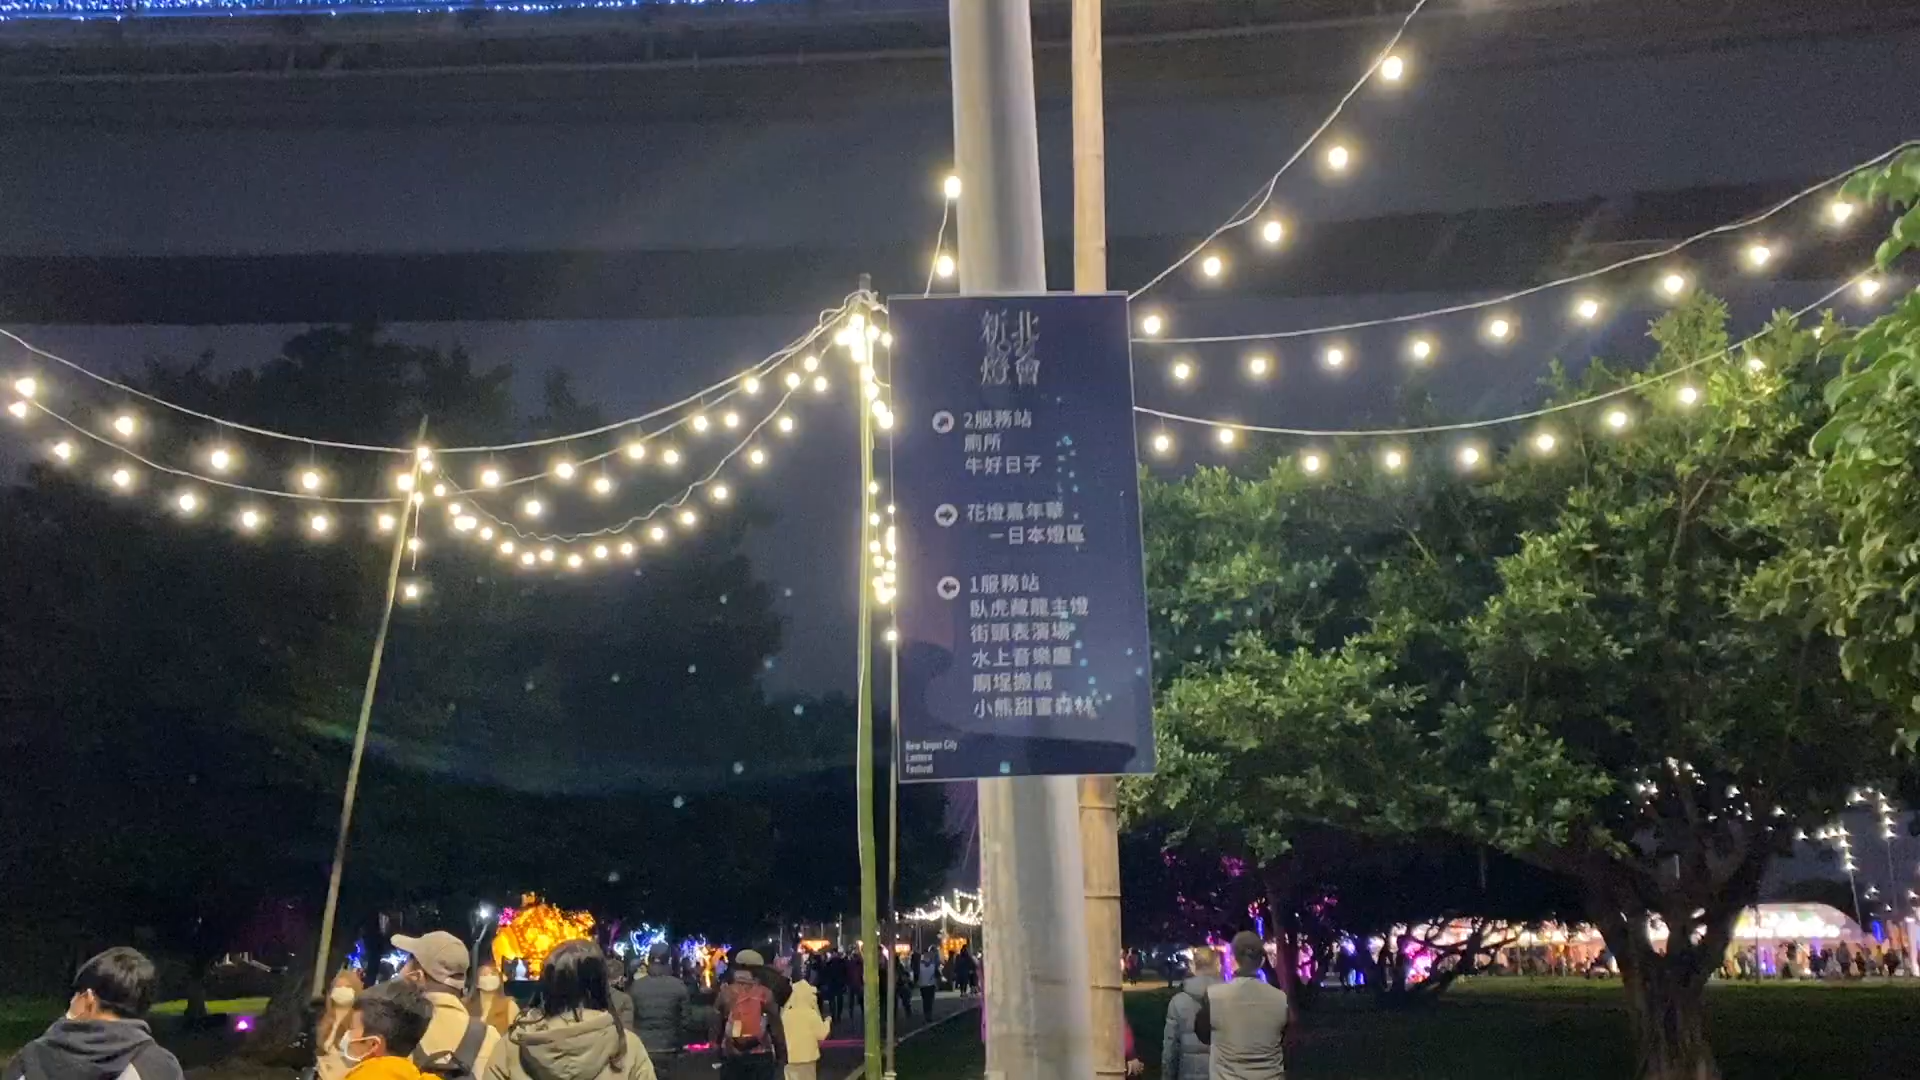 新北
燈會
2服務站
廁所
牛好日子
花燈嘉年華
－日本燈區
1服務站
臥虎藏龍主燈
街頭表演場
水上音樂廳
廟埕搬戲
小熊甜蜜森林
New Taipei City
Lantern
Festival